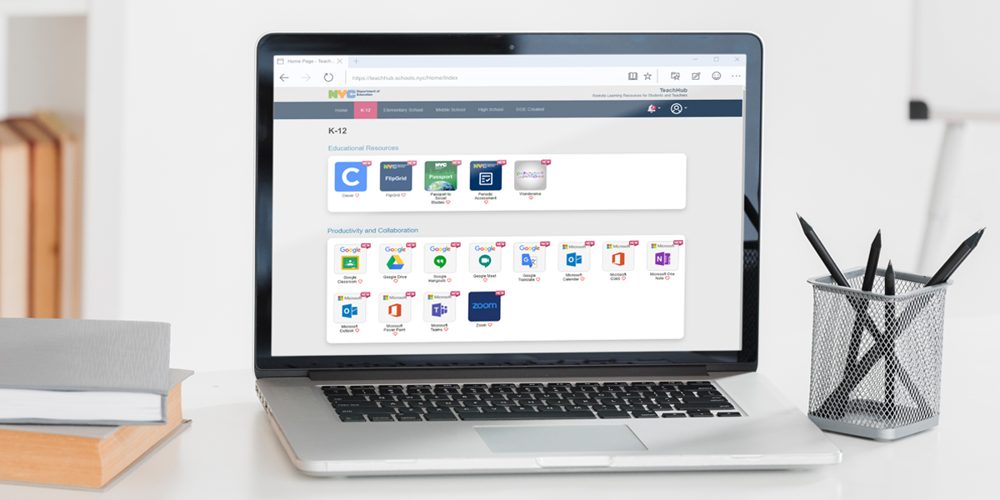 Home Page - Teach...
https://teachhub.schools.nyc/Home/Index
NYC Department of
Education
TeachHub
Remote Learning Resources for Students and Teachers
Home K-12 Elementary School Middle School High School DOE Created
K-12
Educational Resources
NEW NEW NEW NEW NEW
C
NYC
FlipGrid
NYC
Passport
NYC
Clever
FlipGrid
Passport to
Social
Studies
Periodic
Assessment
Wonderama
Productivity and Collaboration
NEW NEW NEW NEW NEW NEW NEW NEW
Google Google Google Google Google Microsoft Microsoft Microsoft
Google
Classroom
Google Drive
Google
Hangouts
Google Meet
Google
Translate
Microsoft
Calendar
Microsoft
O365
Microsoft One
Note
NEW NEW NEW NEW
Microsoft Microsoft Microsoft zoom
Microsoft
Outlook
Microsoft
Power Point
Microsoft
Teams
Zoom